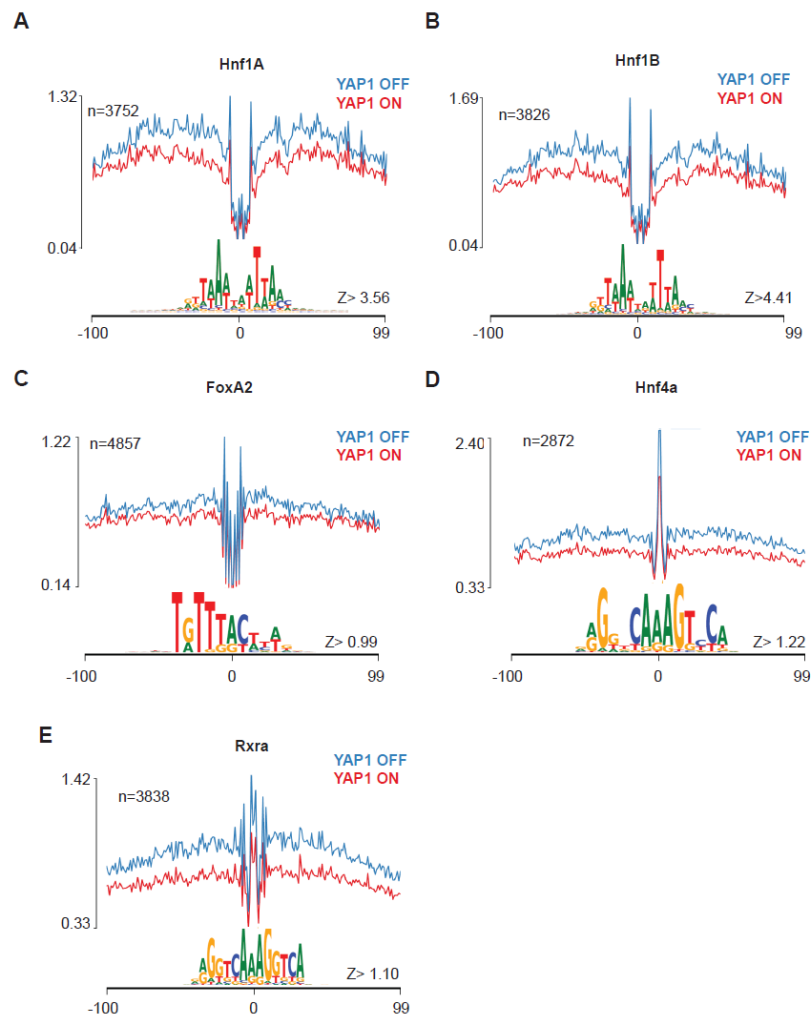 A
Hnf1A
YAP1 OFF
YAP1 ON
1.32
n=3752
0.04
Z> 3.56
-100 0 99
B
Hnf1B
YAP1 OFF
YAP1 ON
1.69
n=3826
0.04
Z>4.41
-100 0 99
C
FoxA2
YAP1 OFF
YAP1 ON
1.22
n=4857
0.14
TGTTTAC
Z> 0.99
-100 0 99
D
Hnf4a
YAP1 OFF
YAP1 ON
2.40
n=2872
0.33
Z> 1.22
-100 0 99
E
Rxra
YAP1 OFF
YAP1 ON
1.42
n=3838
0.33
AGGTCAAAGGTCA
Z> 1.10
-100 0 99